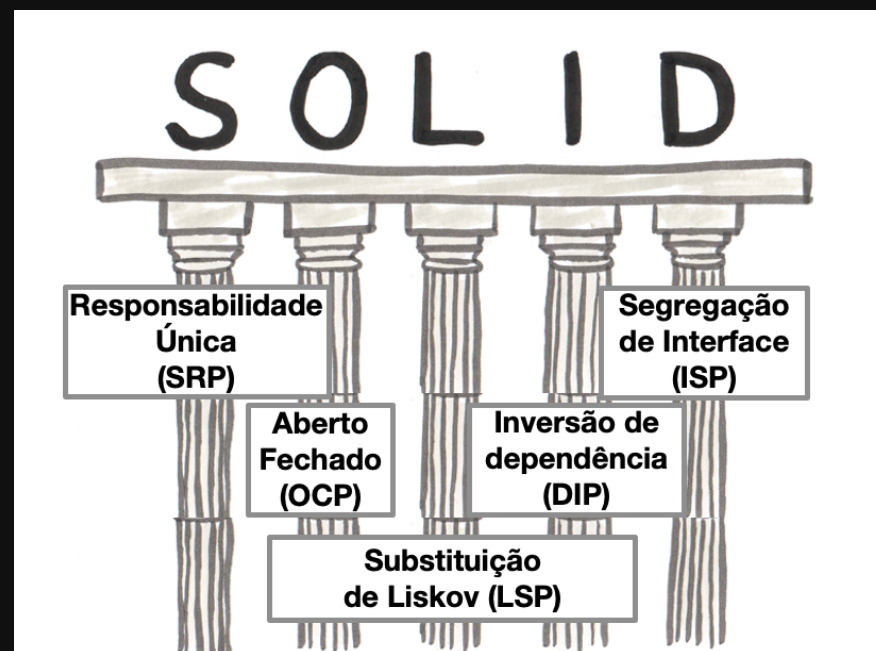 SOLID
Responsabilidade
Única
(SRP)
Segregação
de Interface
(ISP)
Aberto
Fechado
(OCP)
Inversão de
dependência
(DIP)
Substituição
de Liskov (LSP)